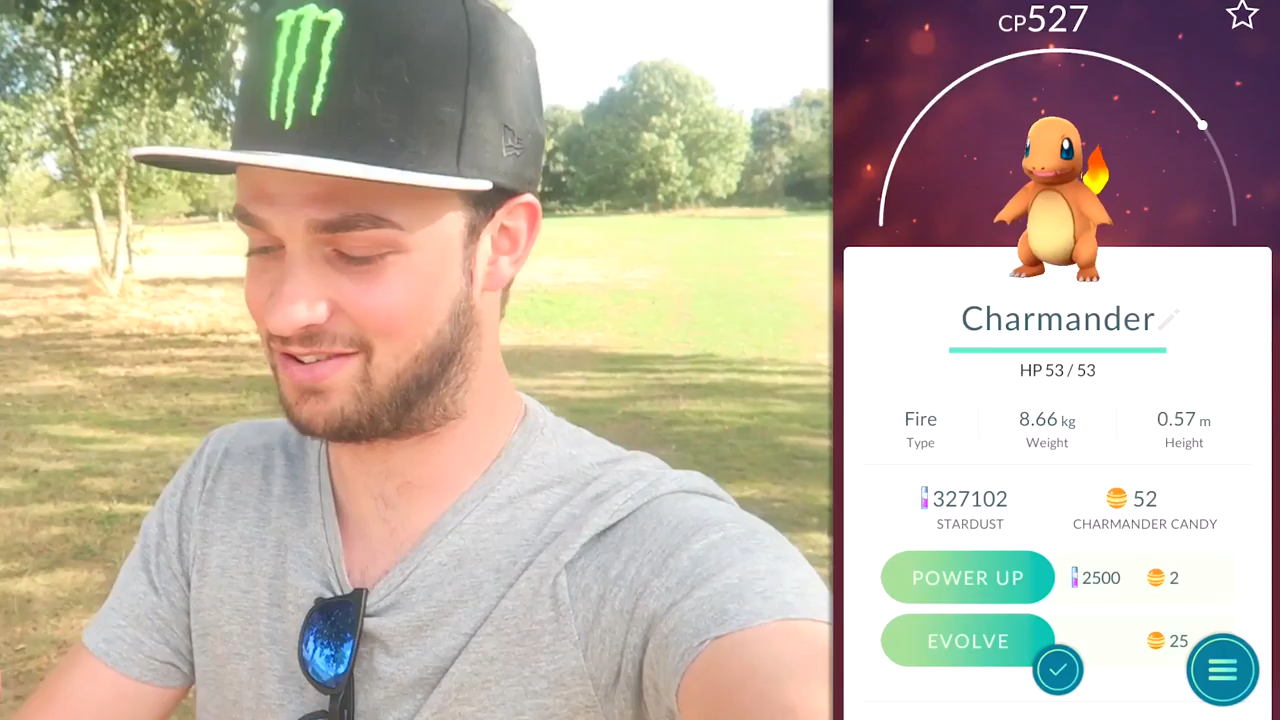 CP527
Charmander
HP 53 / 53
Fire
Type
8.66 kg
Weight
0.57 m
Height
327102
STARDUST
52
CHARMANDER CANDY
POWER UP
2500
2
EVOLVE
25